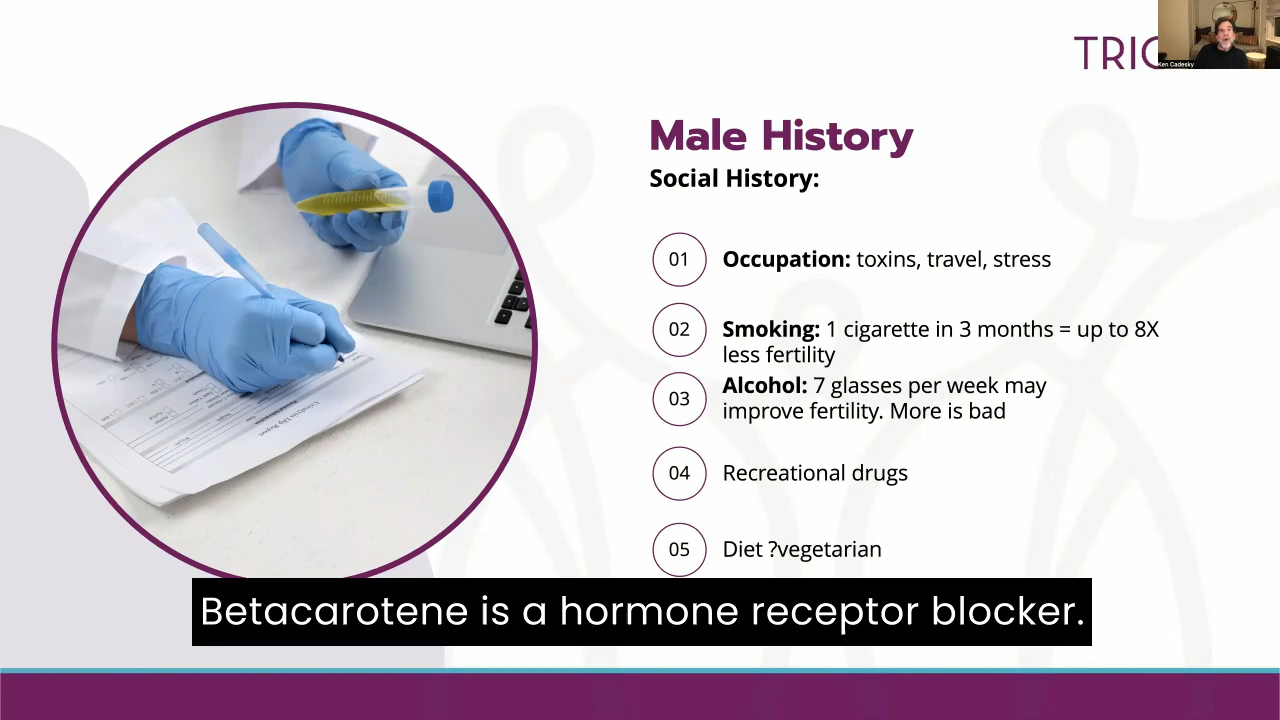 TRIO
Ken Cadesky
Male History
Social History:
01
Occupation: toxins, travel, stress
02
Smoking: 1 cigarette in 3 months = up to 8X
less fertility
03
Alcohol: 7 glasses per week may
improve fertility. More is bad
04
Recreational drugs
05
Diet ?vegetarian
Betacarotene is a hormone receptor blocker.